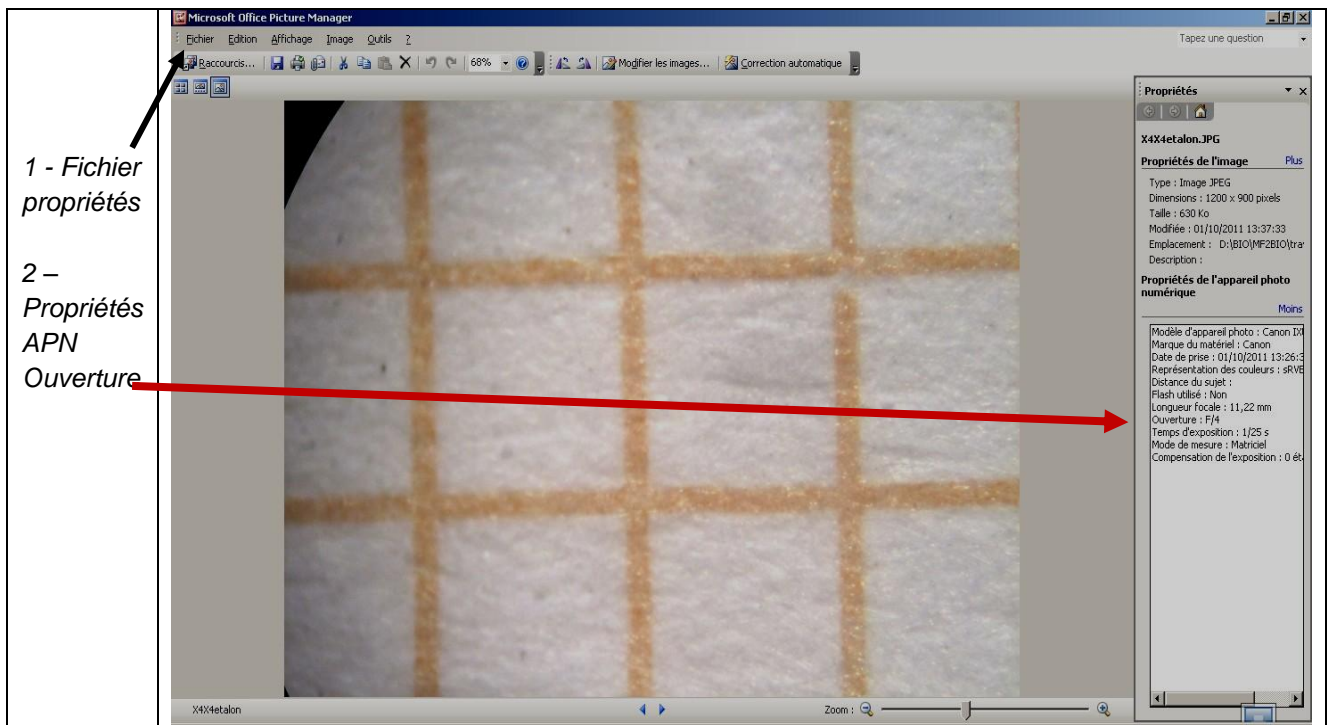 1 - Fichier
propriétés
2 –
Propriétés
APN
Ouverture
Microsoft Office Picture Manager
Fichier Edition Affichage Image Outils ?
Tapez une question
Raccourcis... 68% Modifier les images... Correction automatique
Propriétés
X4X4etalon.JPG
Propriétés de l'image Plus
Type : Image JPEG
Dimensions : 1200 x 900 pixels
Taille : 630 Ko
Modifiée : 01/10/2011 13:37:33
Emplacement : D:\BIO\MF2BIO\tra
Description :
Propriétés de l'appareil photo
numérique
Moins
Modèle d'appareil photo : Canon IX
Marque du matériel : Canon
Date de prise : 01/10/2011 13:26:3
Représentation des couleurs : sRVE
Distance du sujet :
Flash utilisé : Non
Longueur focale : 11,22 mm
Ouverture : F/4
Temps d'exposition : 1/25 s
Mode de mesure : Matriciel
Compensation de l'exposition : 0 ét
X4X4etalon
Zoom :